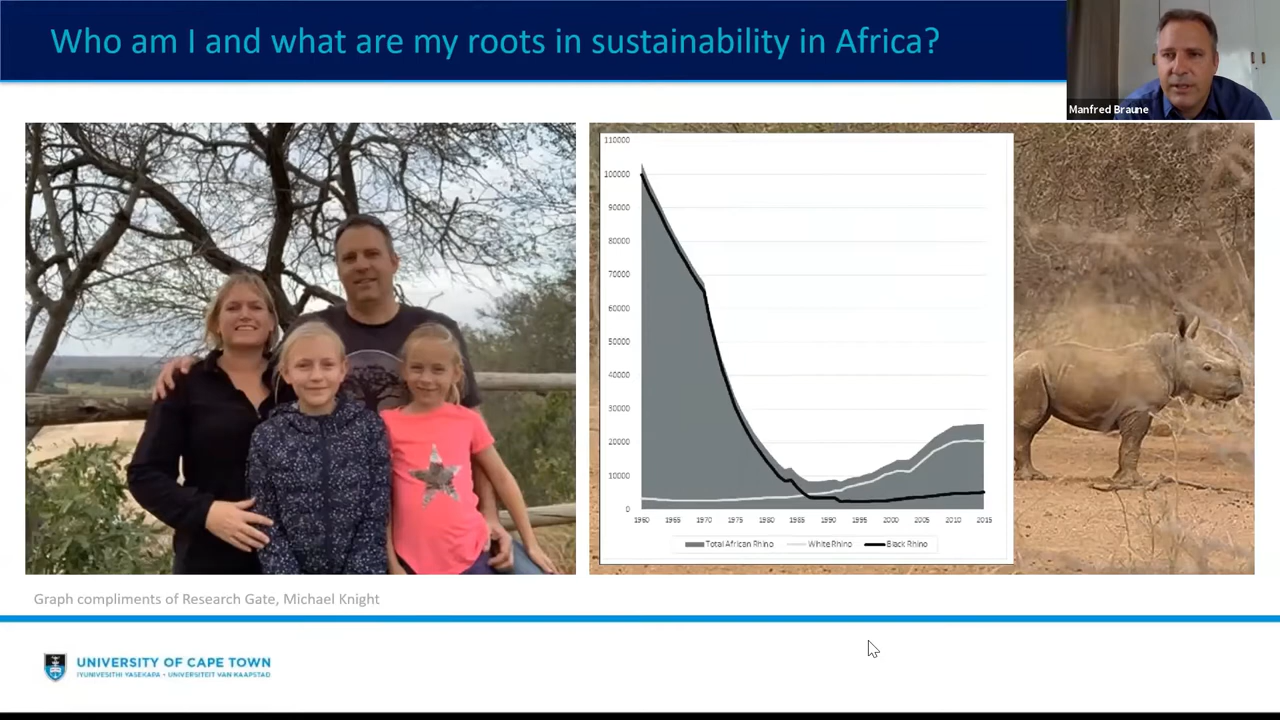 Who am I and what are my roots in sustainability in Africa?
Manfred Braune
110000
100000
90000
80000
70000
60000
50000
40000
30000
20000
10000
0
1960 1965 1970 1975 1980 1985 1990 1995 2000 2005 2010 2015
Total African Rhino White Rhino Black Rhino
Graph compliments of Research Gate, Michael Knight
UNIVERSITY OF CAPE TOWN
IYUNIVESITHI YASEKAPA • UNIVERSITEIT VAN KAAPSTAD